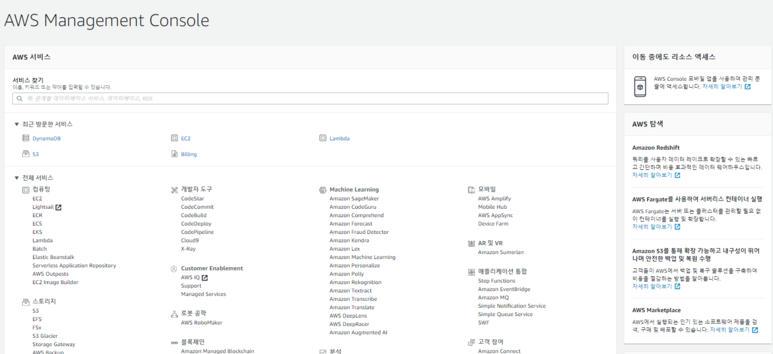 AWS Management Console
AWS 서비스
서비스 찾기
이름, 키워드 또는 약어를 입력할 수 있습니다.
예: 관계형 데이터베이스 서비스, 데이터베이스, RDS
▼ 최근 방문한 서비스
DynamoDB
EC2
Lambda
S3
Billing
▼ 전체 서비스
컴퓨팅
EC2
Lightsail
ECR
ECS
EKS
Lambda
Batch
Elastic Beanstalk
Serverless Application Repository
AWS Outposts
EC2 Image Builder
스토리지
S3
EFS
FSx
S3 Glacier
Storage Gateway
AWS Backup
개발자 도구
CodeStar
CodeCommit
CodeBuild
CodeDeploy
CodePipeline
Cloud9
X-Ray
Customer Enablement
AWS IQ
Support
Managed Services
로봇 공학
AWS RoboMaker
블록체인
Amazon Managed Blockchain
Machine Learning
Amazon SageMaker
Amazon CodeGuru
Amazon Comprehend
Amazon Forecast
Amazon Fraud Detector
Amazon Kendra
Amazon Lex
Amazon Machine Learning
Amazon Personalize
Amazon Polly
Amazon Rekognition
Amazon Textract
Amazon Transcribe
Amazon Translate
AWS DeepLens
AWS DeepRacer
Amazon Augmented AI
분석
모바일
AWS Amplify
Mobile Hub
AWS AppSync
Device Farm
AR 및 VR
Amazon Sumerian
애플리케이션 통합
Step Functions
Amazon EventBridge
Amazon MQ
Simple Notification Service
Simple Queue Service
SWF
고객 참여
Amazon Connect
이동 중에도 리소스 액세스
AWS Console 모바일 앱을 사용하여 관리 콘
솔에 액세스합니다. 자세히 알아보기
AWS 탐색
Amazon Redshift
쿼리를 사용자 데이터 레이크로 확장할 수 있는 빠르
고 간단하며 비용 효과적인 데이터 웨어하우스입니다.
자세히 알아보기
AWS Fargate를 사용하여 서버리스 컨테이너 실행
AWS Fargate는 서버 또는 클러스터를 관리할 필요 없
이 컨테이너를 실행 및 확장합니다.
자세히 알아보기
Amazon S3를 통해 확장 가능하고 내구성이 뛰어
나며 안전한 백업 및 복원 수행
고객들이 AWS에서 백업 및 복구 솔루션을 구축하여
비용을 절감하는 방법을 알아봅니다.
자세히 알아보기
AWS Marketplace
AWS에서 실행되는 인기 있는 소프트웨어 제품을 검
색, 구매 및 배포할 수 있습니다. 자세히 알아보기